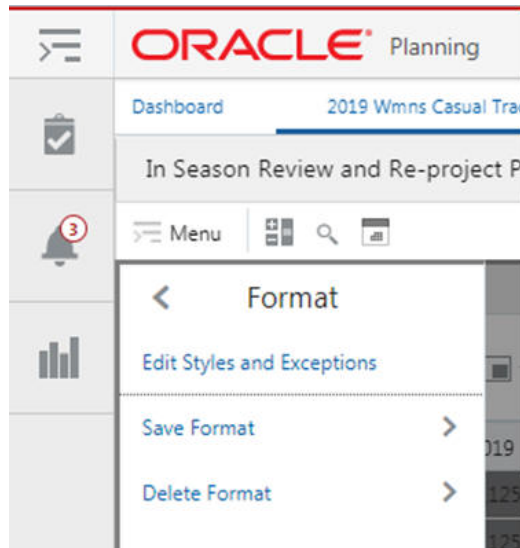 ORACLE Planning
Dashboard 2019 Wmns Casual
In Season Review and Re-project
3
Menu
Format
Edit Styles and Exceptions
Save Format
Delete Format